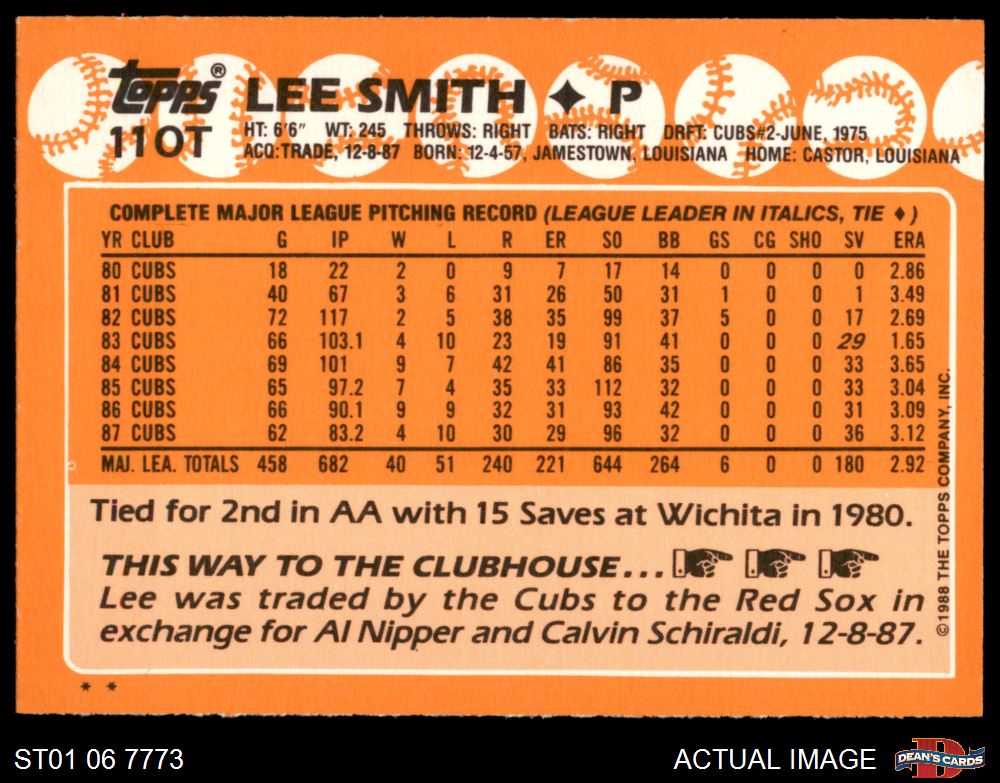 Topps® LEE SMITH ✦ P
110T HT: 6'6" WT: 245 THROWS: RIGHT BATS: RIGHT DRFT: CUBS#2-JUNE, 1975
ACQ:TRADE, 12-8-87 BORN: 12-4-57, JAMESTOWN, LOUISIANA HOME: CASTOR, LOUISIANA
COMPLETE MAJOR LEAGUE PITCHING RECORD (LEAGUE LEADER IN ITALICS, TIE ♦)
YR CLUB G IP W L R ER SO BB GS CG SHO SV ERA
80 CUBS 18 22 2 0 9 7 17 14 0 0 0 0 2.86
81 CUBS 40 67 3 6 31 26 50 31 1 0 0 1 3.49
82 CUBS 72 117 2 5 38 35 99 37 5 0 0 17 2.69
83 CUBS 66 103.1 4 10 23 19 91 41 0 0 0 29 1.65
84 CUBS 69 101 9 7 42 41 86 35 0 0 0 33 3.65
85 CUBS 65 97.2 7 4 35 33 112 32 0 0 0 33 3.04
86 CUBS 66 90.1 9 9 32 31 93 42 0 0 0 31 3.09
87 CUBS 62 83.2 4 10 30 29 96 32 0 0 0 36 3.12
MAJ. LEA. TOTALS 458 682 40 51 240 221 644 264 6 0 0 180 2.92
Tied for 2nd in AA with 15 Saves at Wichita in 1980.
THIS WAY TO THE CLUBHOUSE...
Lee was traded by the Cubs to the Red Sox in
exchange for Al Nipper and Calvin Schiraldi, 12-8-87.
©1988 THE TOPPS COMPANY, INC.
* *
ST01 06 7773
ACTUAL IMAGE
D
DEAN'S CARDS